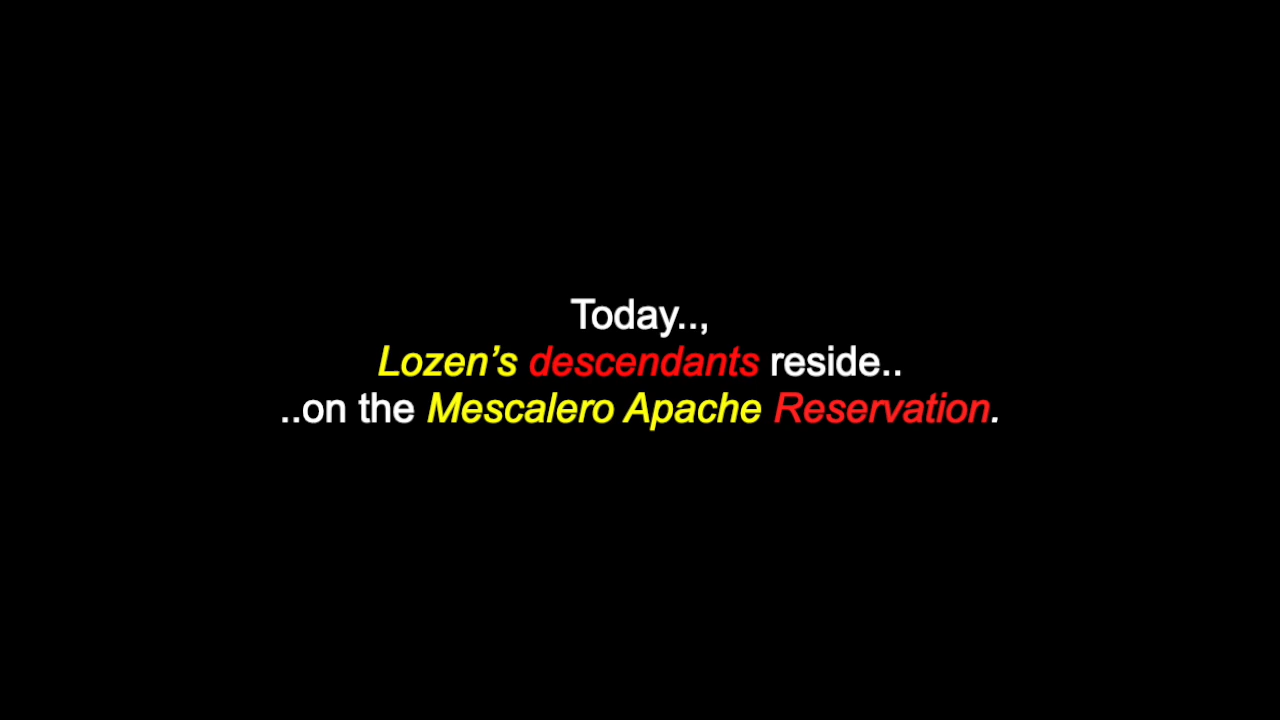 Today..,
Lozen’s descendants reside..
..on the Mescalero Apache Reservation.